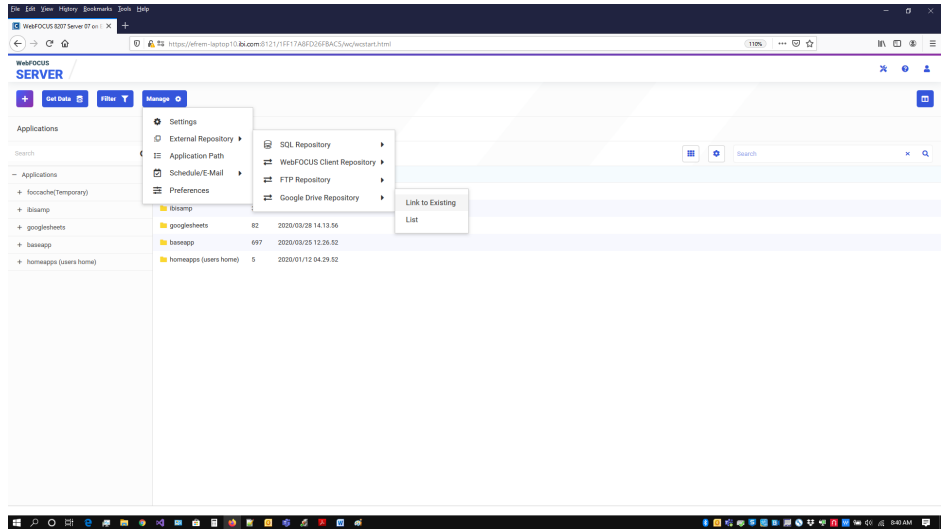 File Edit View History Bookmarks Tools Help
WebFOCUS 8207 Server 07 on
https://efrem-laptop10.ibi.com:8121/1FF17A8FD26FBAC5/wc/wcstart.html
110%
WebFOCUS
SERVER
Get Data
Filter
Manage
Applications
Settings
External Repository
Application Path
Schedule/E-Mail
Preferences
SQL Repository
WebFOCUS Client Repository
FTP Repository
Google Drive Repository
Link to Existing
List
Search
Search
Applications
foccache(Temporary)
ibisamp
googlesheets
baseapp
homeapps (users home)
ibisamp
googlesheets 82 2020/03/28 14.13.56
baseapp 697 2020/03/25 12.26.52
homeapps (users home) 5 2020/01/12 04.29.52
8:40 AM